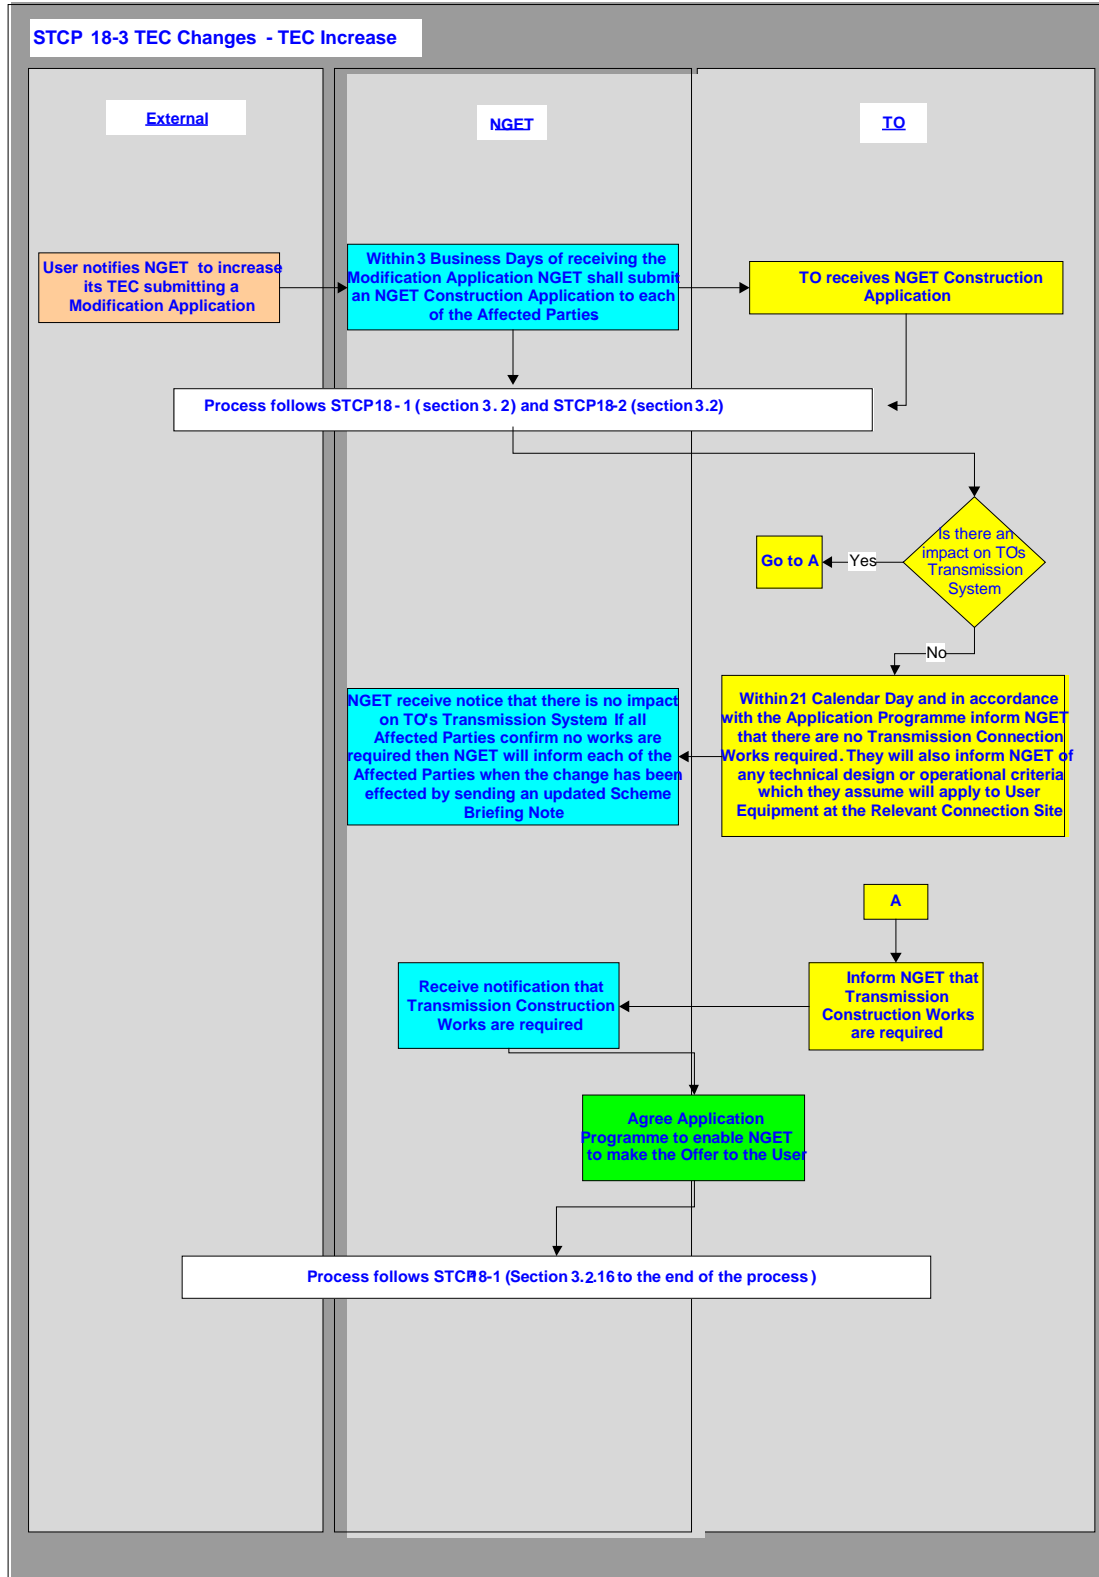 STCP 18-3 TEC Changes - TEC Increase
External
NGET
TO
User notifies NGET to increase
its TEC submitting a
Modification Application
Within 3 Business Days of receiving the
Modification Application NGET shall submit
an NGET Construction Application to each
of the Affected Parties
TO receives NGET Construction
Application
Process follows STCP18-1 (section 3.2) and STCP18-2 (section 3.2)
Is there an
impact on TOs
Transmission
System
Yes
Go to A
No
NGET receive notice that there is no impact
on TO's Transmission System If all
Affected Parties confirm no works are
required then NGET will inform each of the
Affected Parties when the change has been
effected by sending an updated Scheme
Briefing Note
Within 21 Calendar Day and in accordance
with the Application Programme inform NGET
that there are no Transmission Connection
Works required. They will also inform NGET of
any technical design or operational criteria
which they assume will apply to User
Equipment at the Relevant Connection Site
A
Receive notification that
Transmission Construction
Works are required
Inform NGET that
Transmission
Construction Works
are required
Agree Application
Programme to enable NGET
to make the Offer to the User
Process follows STCP18-1 (Section 3.2.16 to the end of the process)